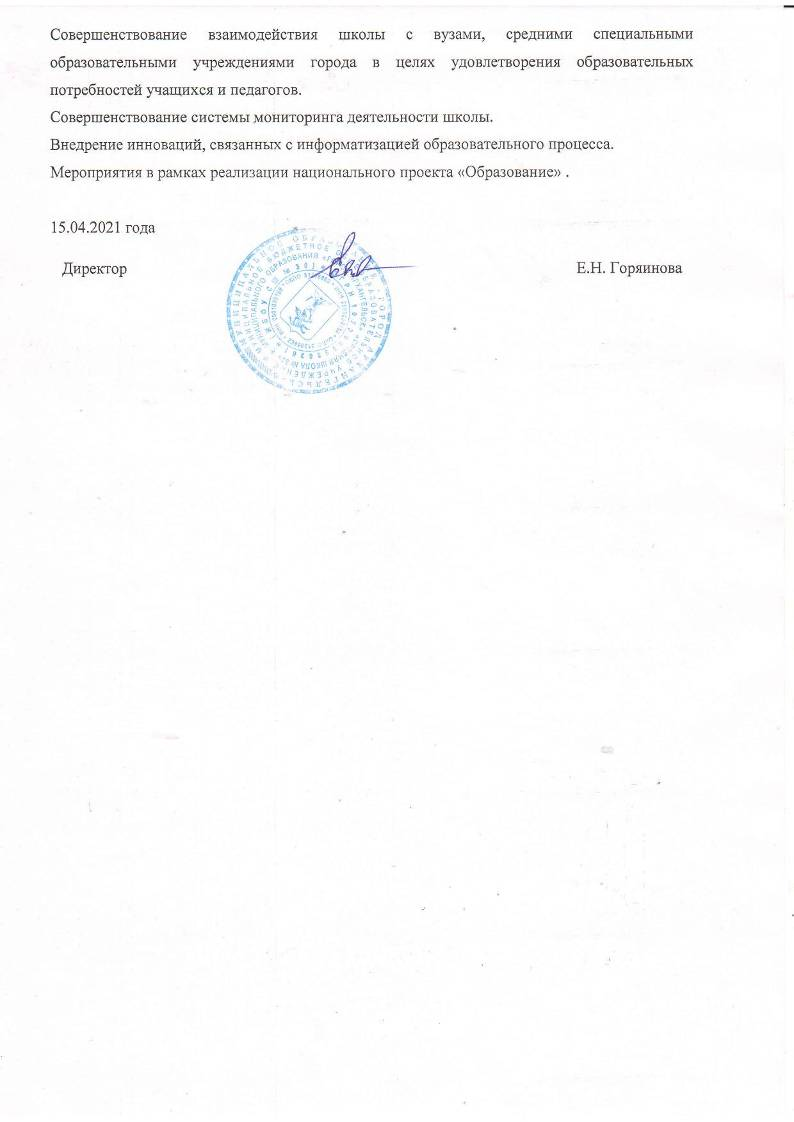 Совершенствование взаимодействия школы с вузами, средними специальными
образовательными учреждениями города в целях удовлетворения образовательных
потребностей учащихся и педагогов.
Совершенствование системы мониторинга деятельности школы.
Внедрение инноваций, связанных с информатизацией образовательного процесса.
Мероприятия в рамках реализации национального проекта «Образование» .
15.04.2021 года
Директор Е.Н. Горяинова